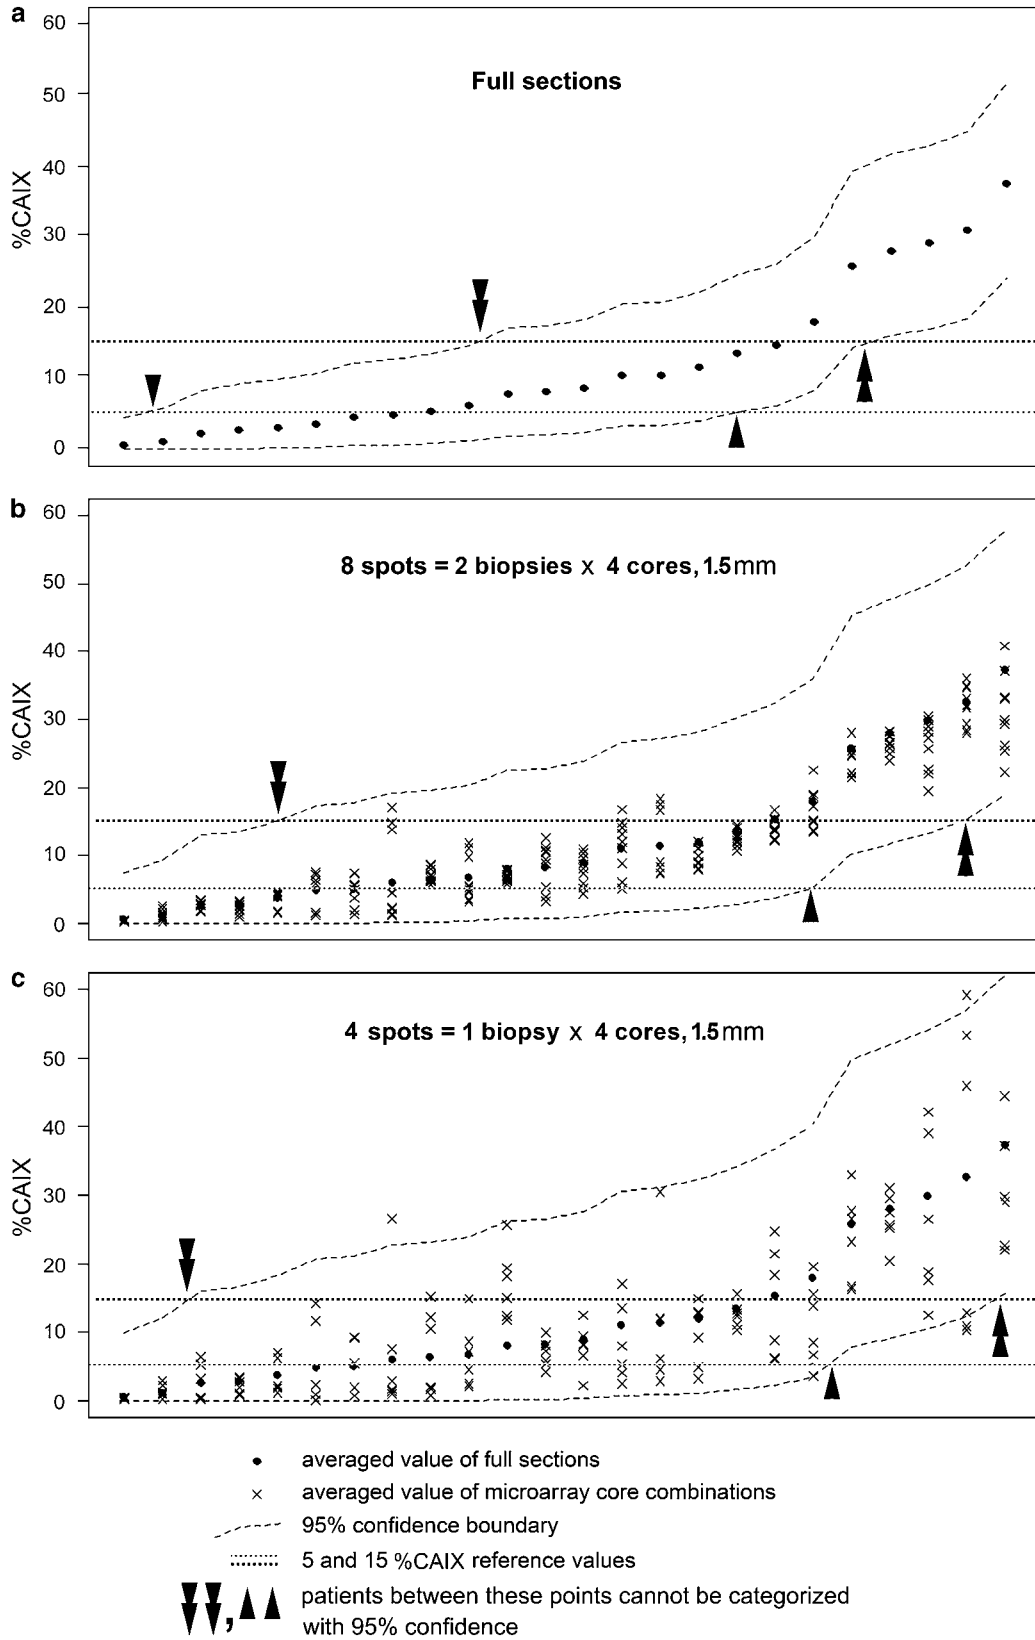 a
60
50
40
30
20
10
0
%CAIX
Full sections
b
60
50
40
30
20
10
0
8 spots = 2 biopsies x 4 cores, 1.5mm
c
60
50
40
30
20
10
0
%CAIX
4 spots = 1 biopsy x 4 cores, 1.5mm
averaged value of full sections
averaged value of microarray core combinations
95% confidence boundary
5 and 15 %CAIX reference values
, patients between these points cannot be categorized
with 95% confidence